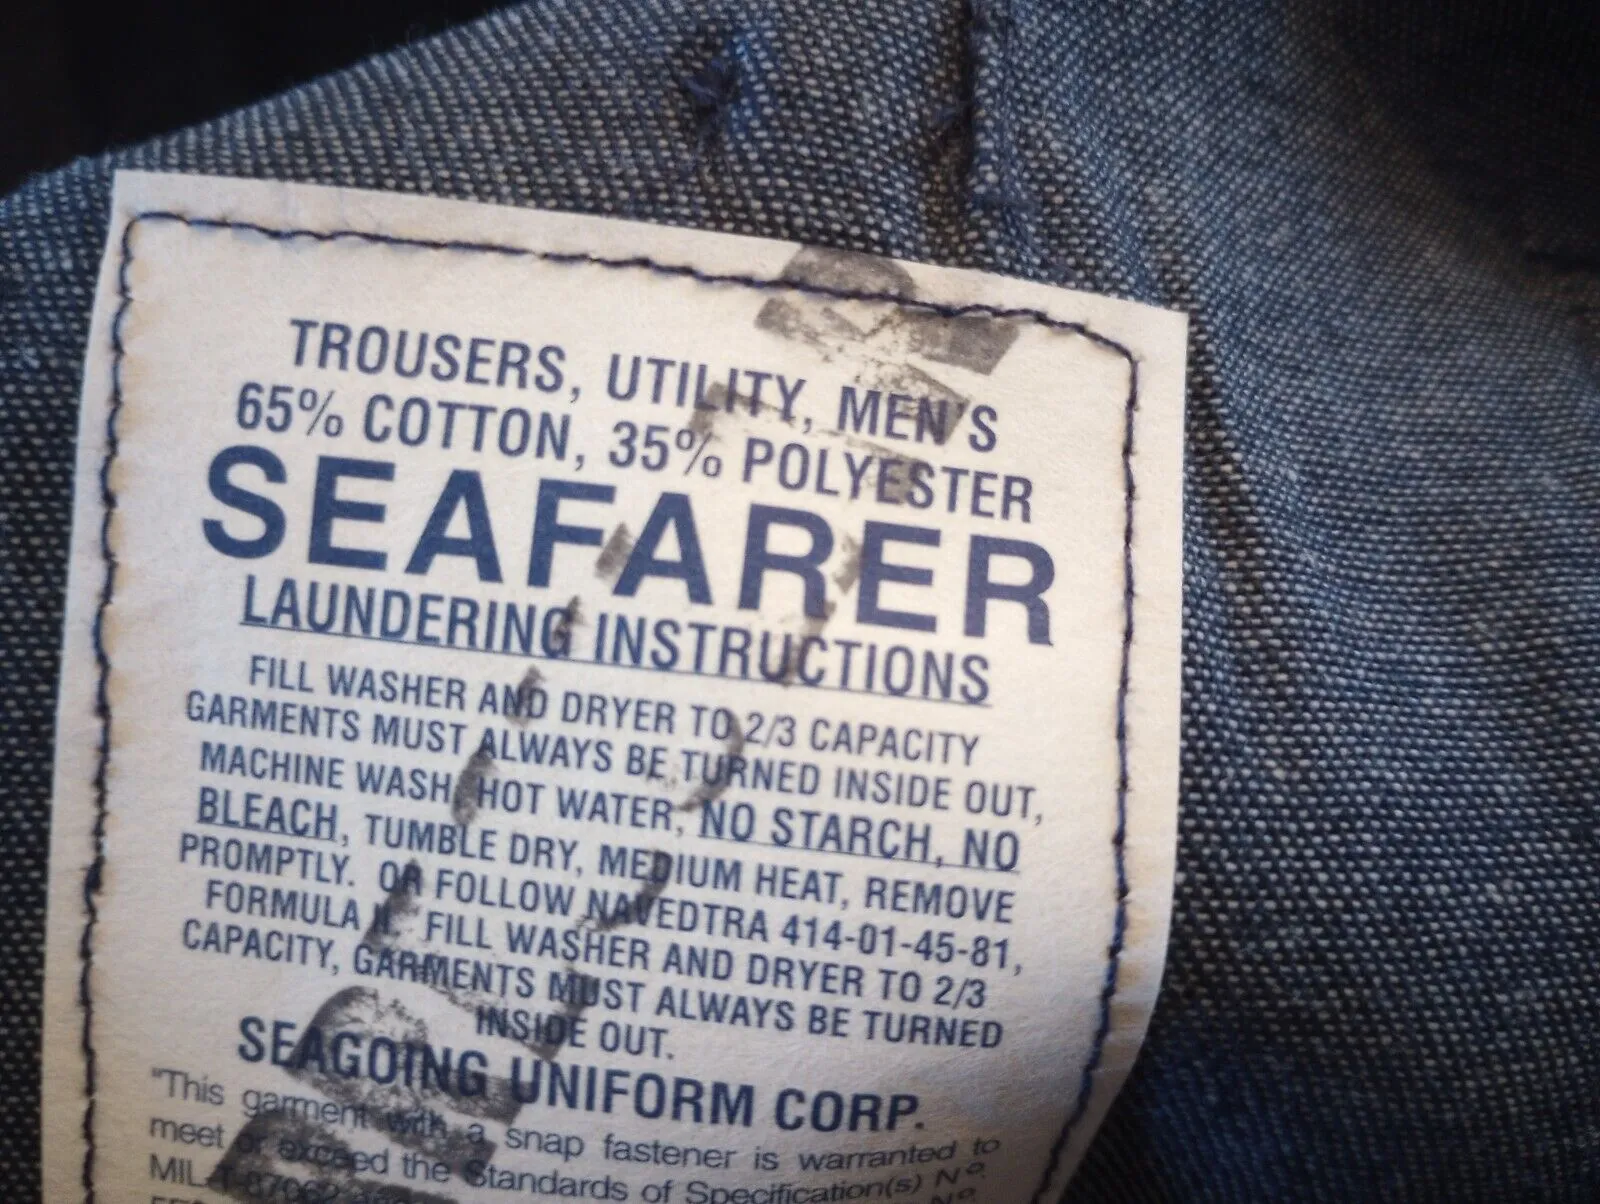 TROUSERS, UTILITY, MEN'S
65% COTTON, 35% POLYESTER
SEAFARER
LAUNDERING INSTRUCTIONS
FILL WASHER AND DRYER TO 2/3 CAPACITY
GARMENTS MUST ALWAYS BE TURNED INSIDE OUT,
MACHINE WASH, HOT WATER, NO STARCH, NO
BLEACH, TUMBLE DRY, MEDIUM HEAT, REMOVE
PROMPTLY. OR FOLLOW NAVEDTRA 414-01-45-81,
FORMULA II. FILL WASHER AND DRYER TO 2/3
CAPACITY, GARMENTS MUST ALWAYS BE TURNED
INSIDE OUT.
SEAGOING UNIFORM CORP.
"This garment with a snap fastener is warranted to
meet or exceed the Standards of Specification(s) Nº.
MIL-T-87062
Nº.